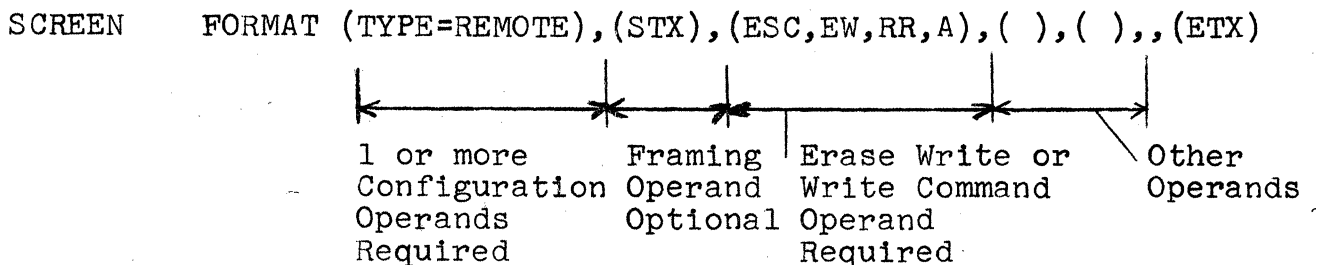 SCREEN FORMAT (TYPE=REMOTE),(STX),(ESC,EW,RR,A),( ),( ),,(ETX)
1 or more Framing Erase Write or Other
Configuration Operand Write Command Operands
Operands Optional Operand
Required Required